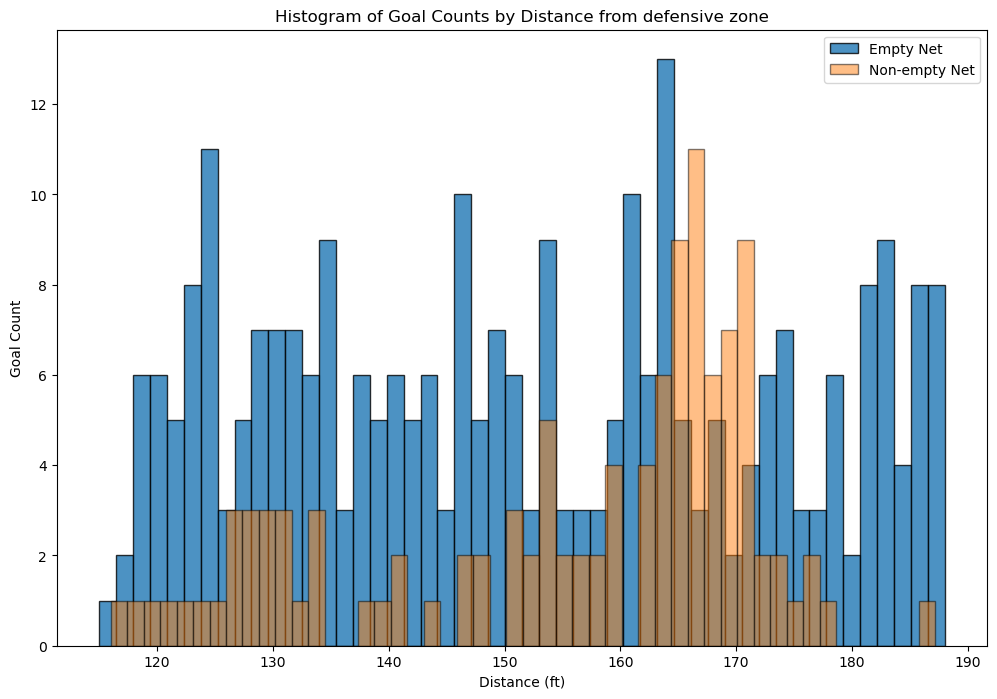 Histogram of Goal Counts by Distance from defensive zone
Empty Net
Non-empty Net
Goal Count
12
10
8
6
4
2
0
120 130 140 150 160 170 180 190
Distance (ft)